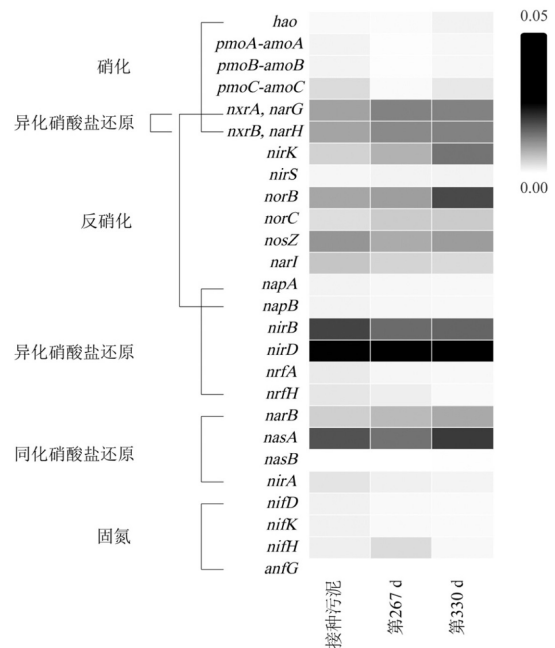 hao
pmoA-amoA
pmoB-amoB
pmoC-amoC
nxrA, narG
nxrB, narH
nirK
nirS
norB
norC
nosZ
narI
napA
napB
nirB
nirD
nrfA
nrfH
narB
nasA
nasB
nirA
nifD
nifK
nifH
anfG
硝化
异化硝酸盐还原
反硝化
异化硝酸盐还原
同化硝酸盐还原
固氮
0.05
0.00
接种污泥
第267 d
第330 d